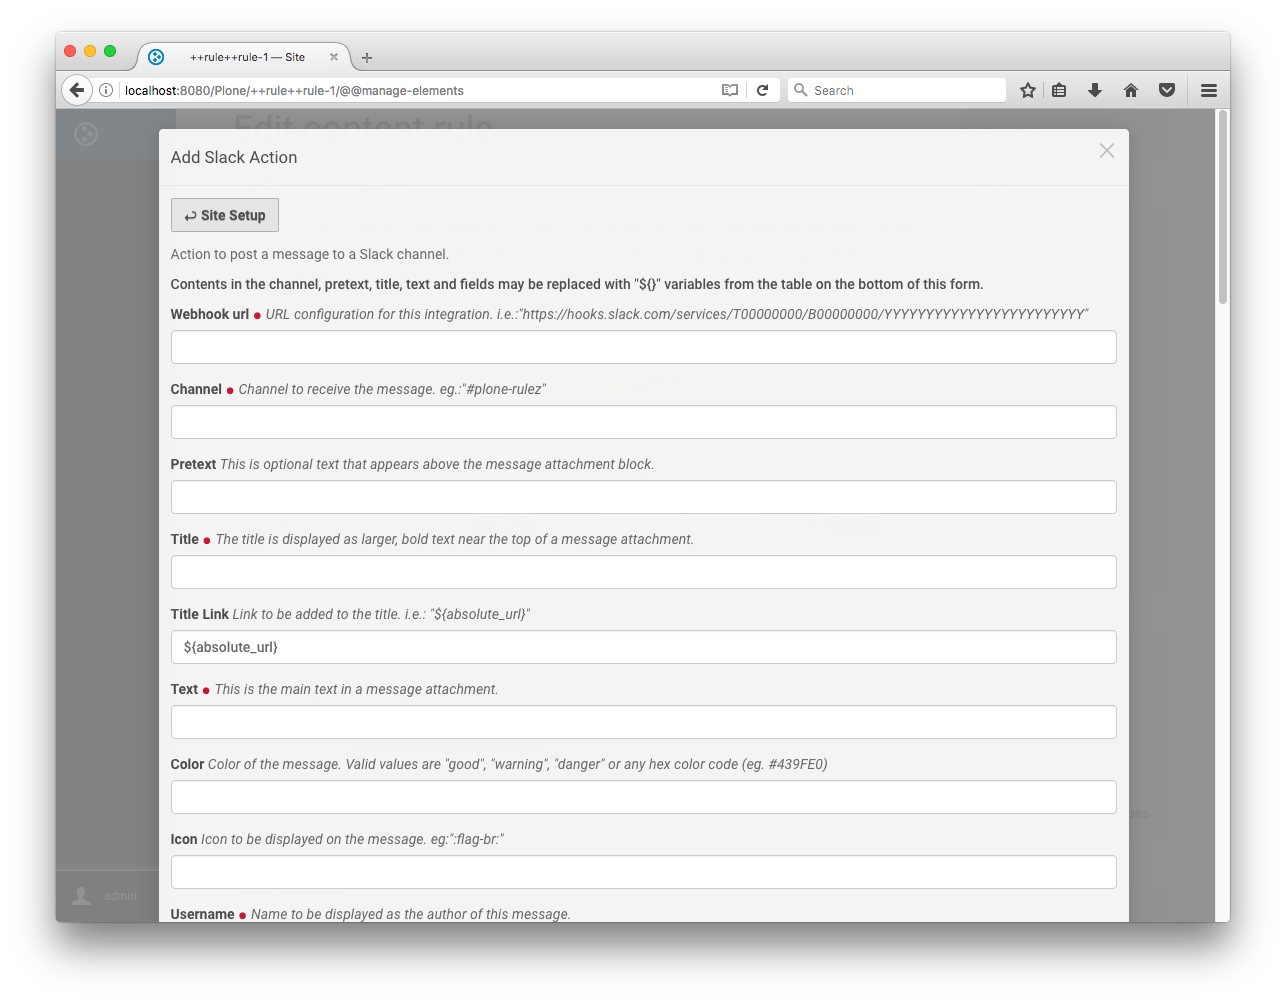 ++rule++rule-1 — Site
localhost:8080/Plone/++rule++rule-1/@@manage-elements
Search
Edit content rule
Add Slack Action
Site Setup
Action to post a message to a Slack channel.
Contents in the channel, pretext, title, text and fields may be replaced with "${}" variables from the table on the bottom of this form.
Webhook url ● URL configuration for this integration. i.e.:"https://hooks.slack.com/services/T00000000/B00000000/YYYYYYYYYYYYYYYYYYYYYYYY"
Channel ● Channel to receive the message. eg.:"#plone-rulez"
Pretext This is optional text that appears above the message attachment block.
Title ● The title is displayed as larger, bold text near the top of a message attachment.
Title Link Link to be added to the title. i.e.: "${absolute_url}"
${absolute_url}
Text ● This is the main text in a message attachment.
Color Color of the message. Valid values are "good", "warning", "danger" or any hex color code (eg. #439FE0)
Icon Icon to be displayed on the message. eg:":flag-br:"
admin
Username ● Name to be displayed as the author of this message.